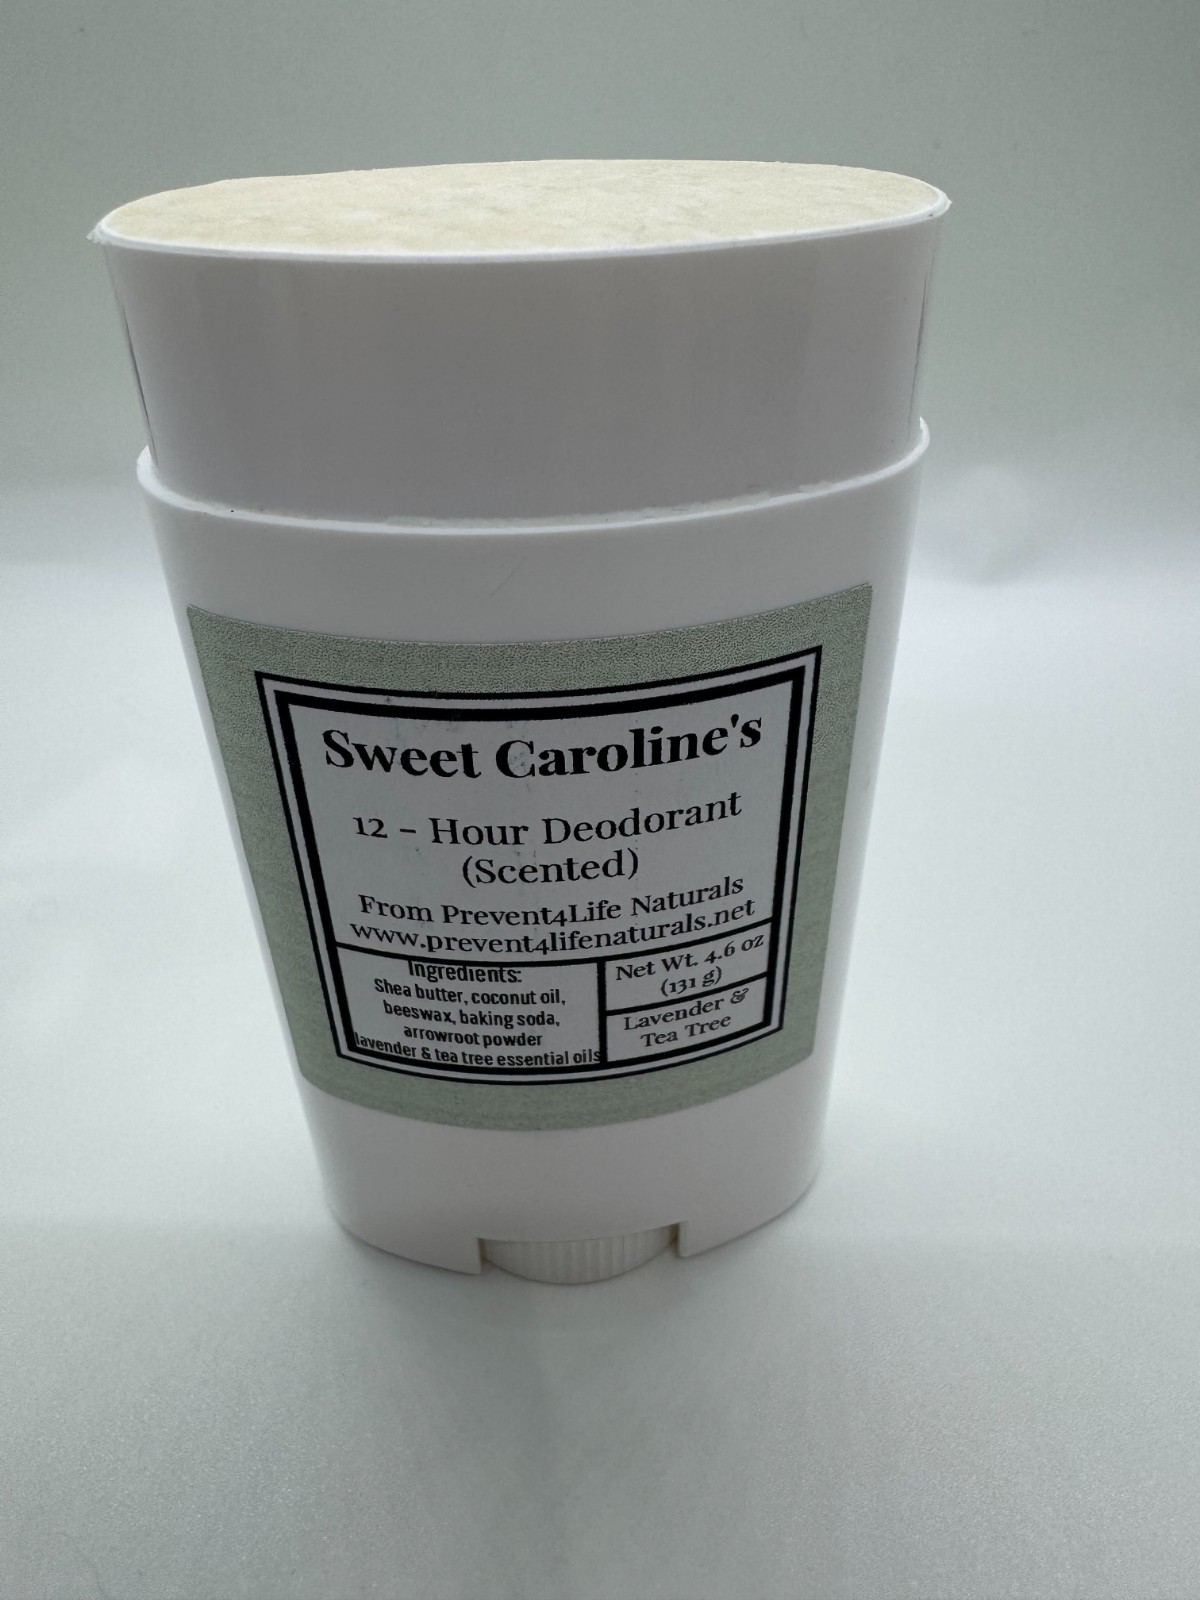 Sweet Caroline's
12 - Hour Deodorant
(Scented)
From Prevent4Life Naturals
www.prevent4lifenaturals.net
Ingredients:
Shea butter, coconut oil,
beeswax, baking soda,
arrowroot powder
lavender & tea tree essential oils
Net Wt. 4.6 oz
(131 g)
Lavender &
Tea Tree